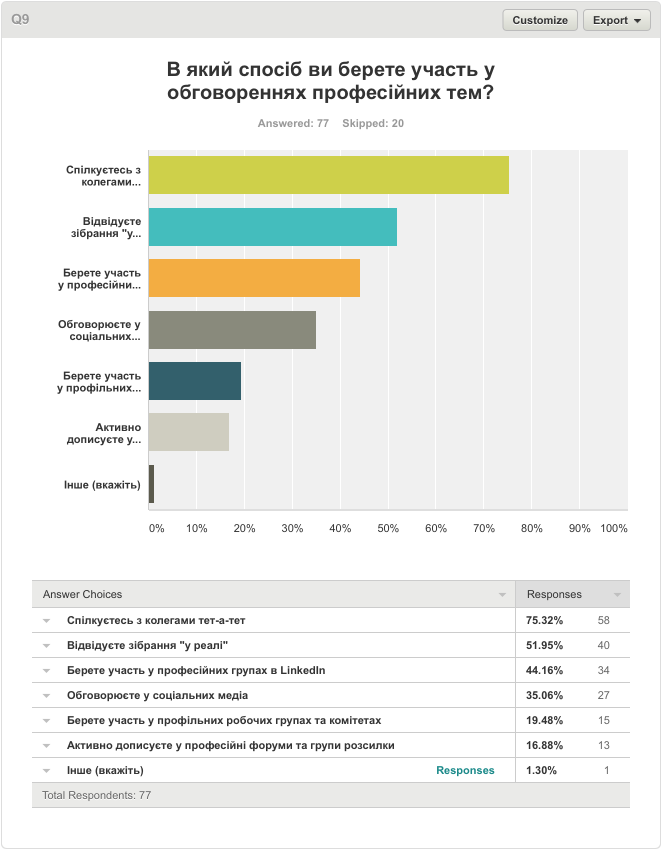 Q9
Customize
Export
В який спосіб ви берете участь у
обговореннях професійних тем?
Answered: 77 Skipped: 20
Спілкуєтесь з
колегами...
Відвідуєте
зібрання "у...
Берете участь
у професійни...
Обговорюєте у
соціальних...
Берете участь
у профільних...
Активно
дописуєте у...
Інше (вкажіть)
0% 10% 20% 30% 40% 50% 60% 70% 80% 90% 100%
Answer Choices Responses
Спілкуєтесь з колегами тет-а-тет 75.32% 58
Відвідуєте зібрання "у реалі" 51.95% 40
Берете участь у професійних групах в LinkedIn 44.16% 34
Обговорюєте у соціальних медіа 35.06% 27
Берете участь у профільних робочих групах та комітетах 19.48% 15
Активно дописуєте у професійні форуми та групи розсилки 16.88% 13
Інше (вкажіть) Responses 1.30% 1
Total Respondents: 77